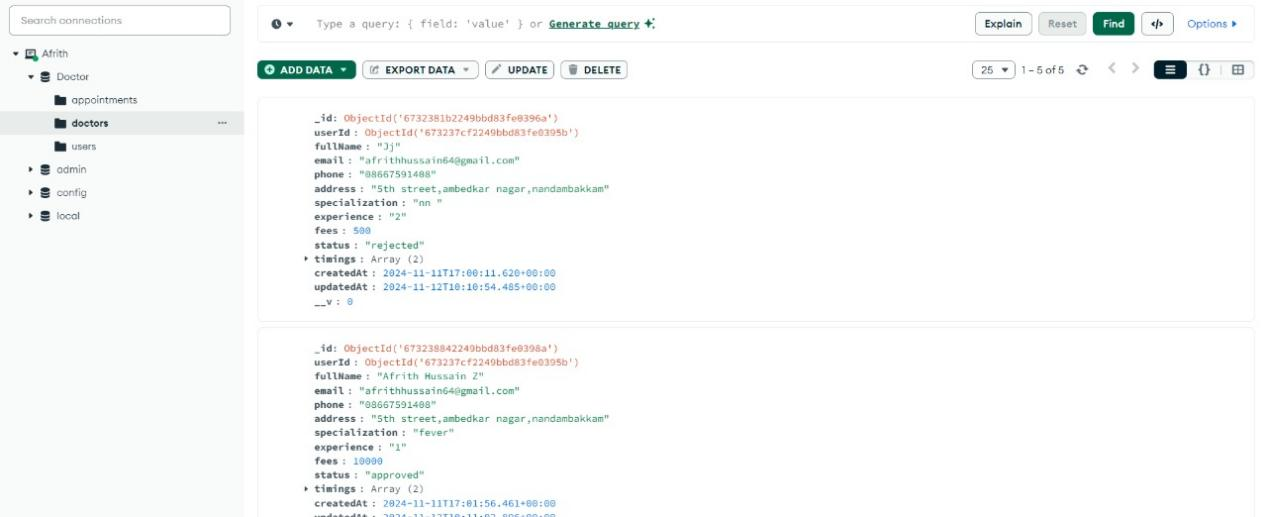 Search connections
Type a query: { field: 'value' } or Generate query
Explain
Reset
Find
</>
Options
Afrith
Doctor
appointments
doctors
users
admin
config
local
ADD DATA
EXPORT DATA
UPDATE
DELETE
25
1 – 5 of 5
{}
_id: ObjectId('6732381b2249bbd83fe0396a')
userId : ObjectId('673237cf2249bbd83fe0395b')
fullName : "Jj"
email : "afrithhussain64@gmail.com"
phone : "08667591408"
address : "5th street,ambedkar nagar,nandambakkam"
specialization : "nn "
experience : "2"
fees : 500
status : "rejected"
timings : Array (2)
createdAt : 2024-11-11T17:00:11.620+00:00
updatedAt : 2024-11-12T10:10:54.485+00:00
__v : 0
_id: ObjectId('673238842249bbd83fe0398a')
userId : ObjectId('673237cf2249bbd83fe0395b')
fullName : "Afrith Hussain Z"
email : "afrithhussain64@gmail.com"
phone : "08667591408"
address : "5th street,ambedkar nagar,nandambakkam"
specialization : "fever"
experience : "1"
fees : 10000
status : "approved"
timings : Array (2)
createdAt : 2024-11-11T17:01:56.461+00:00